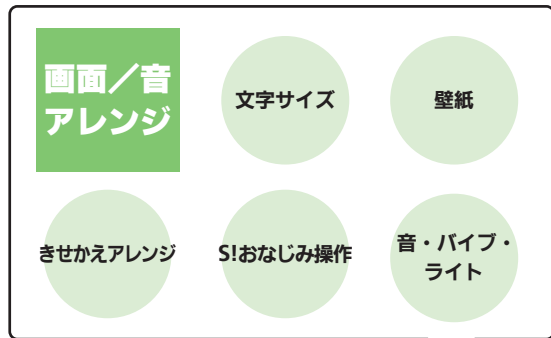 画面／音
アレンジ
文字サイズ
壁紙
きせかえアレンジ
S!おなじみ操作
音・バイブ・
ライト